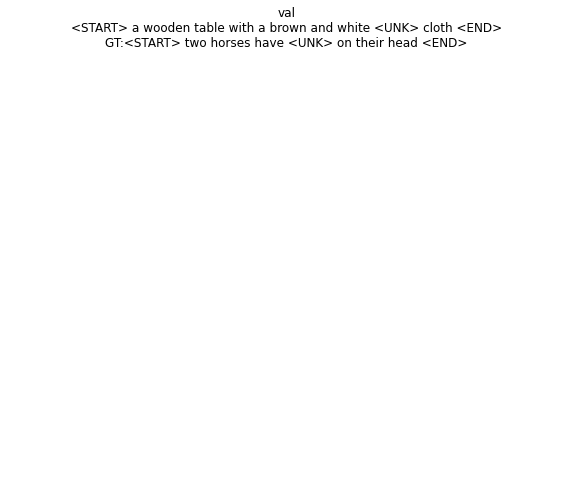 val
<START> a wooden table with a brown and white <UNK> cloth <END>
GT:<START> two horses have <UNK> on their head <END>